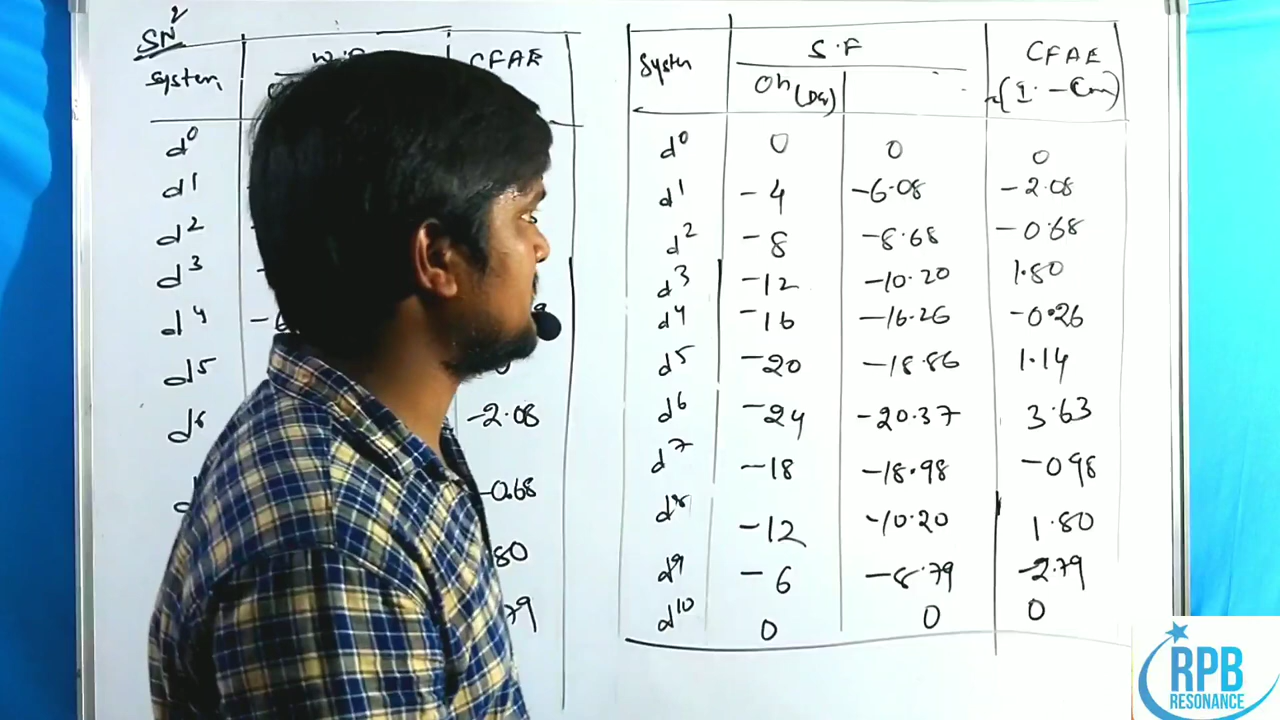 SN²
System
CFAE
d⁰
d¹
d²
d³
d⁴
d⁵
d⁶
-2.08
-0.68
80
79
System S.F CFAE
Oh (Dq)
d⁰ 0 0 0
d¹ -4 -6.08 -2.08
d² -8 -8.68 -0.68
d³ -12 -10.20 1.80
d⁴ -16 -16.26 -0.26
d⁵ -20 -18.86 1.14
d⁶ -24 -20.37 3.63
d⁷ -18 -18.98 -098
d⁸ -12 -10.20 1.80
d⁹ -6 -8.79 -2.79
d¹⁰ 0 0 0
RPB
RESONANCE